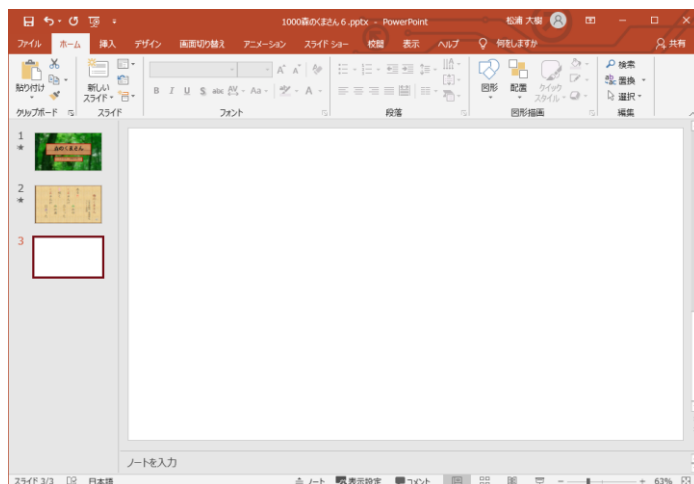 1000森のくまさん６.pptx - PowerPoint
松浦 大樹
ファイル ホーム 挿入 デザイン 画面切り替え アニメーション スライド ショー 校閲 表示 ヘルプ 何をしますか 共有
貼り付け
新しい
スライド
B I U S abc AV Aa A
図形 配置 クイック
スタイル
検索
置換
選択
クリップボード スライド フォント 段落 図形描画 編集
1
森のくまさん
2
3
ノートを入力
スライド 3/3 日本語 ノート 表示設定 コメント 63%